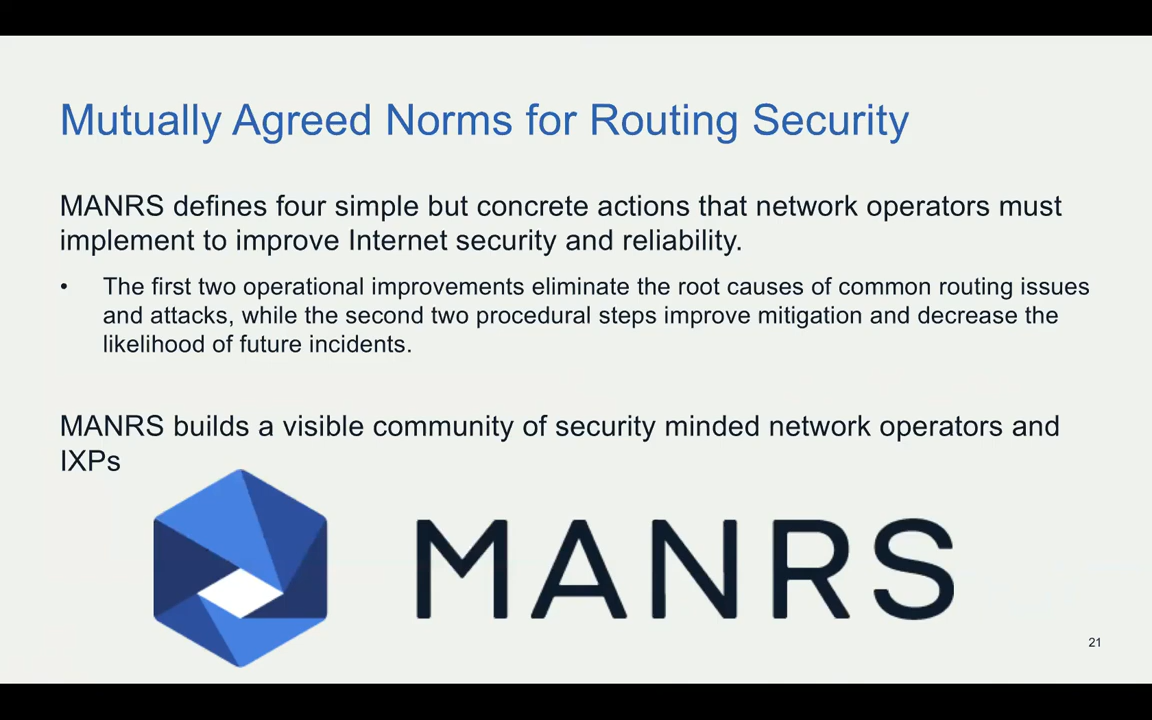 Mutually Agreed Norms for Routing Security
MANRS defines four simple but concrete actions that network operators must
implement to improve Internet security and reliability.
• The first two operational improvements eliminate the root causes of common routing issues
and attacks, while the second two procedural steps improve mitigation and decrease the
likelihood of future incidents.
MANRS builds a visible community of security minded network operators and
IXPs
MANRS
21